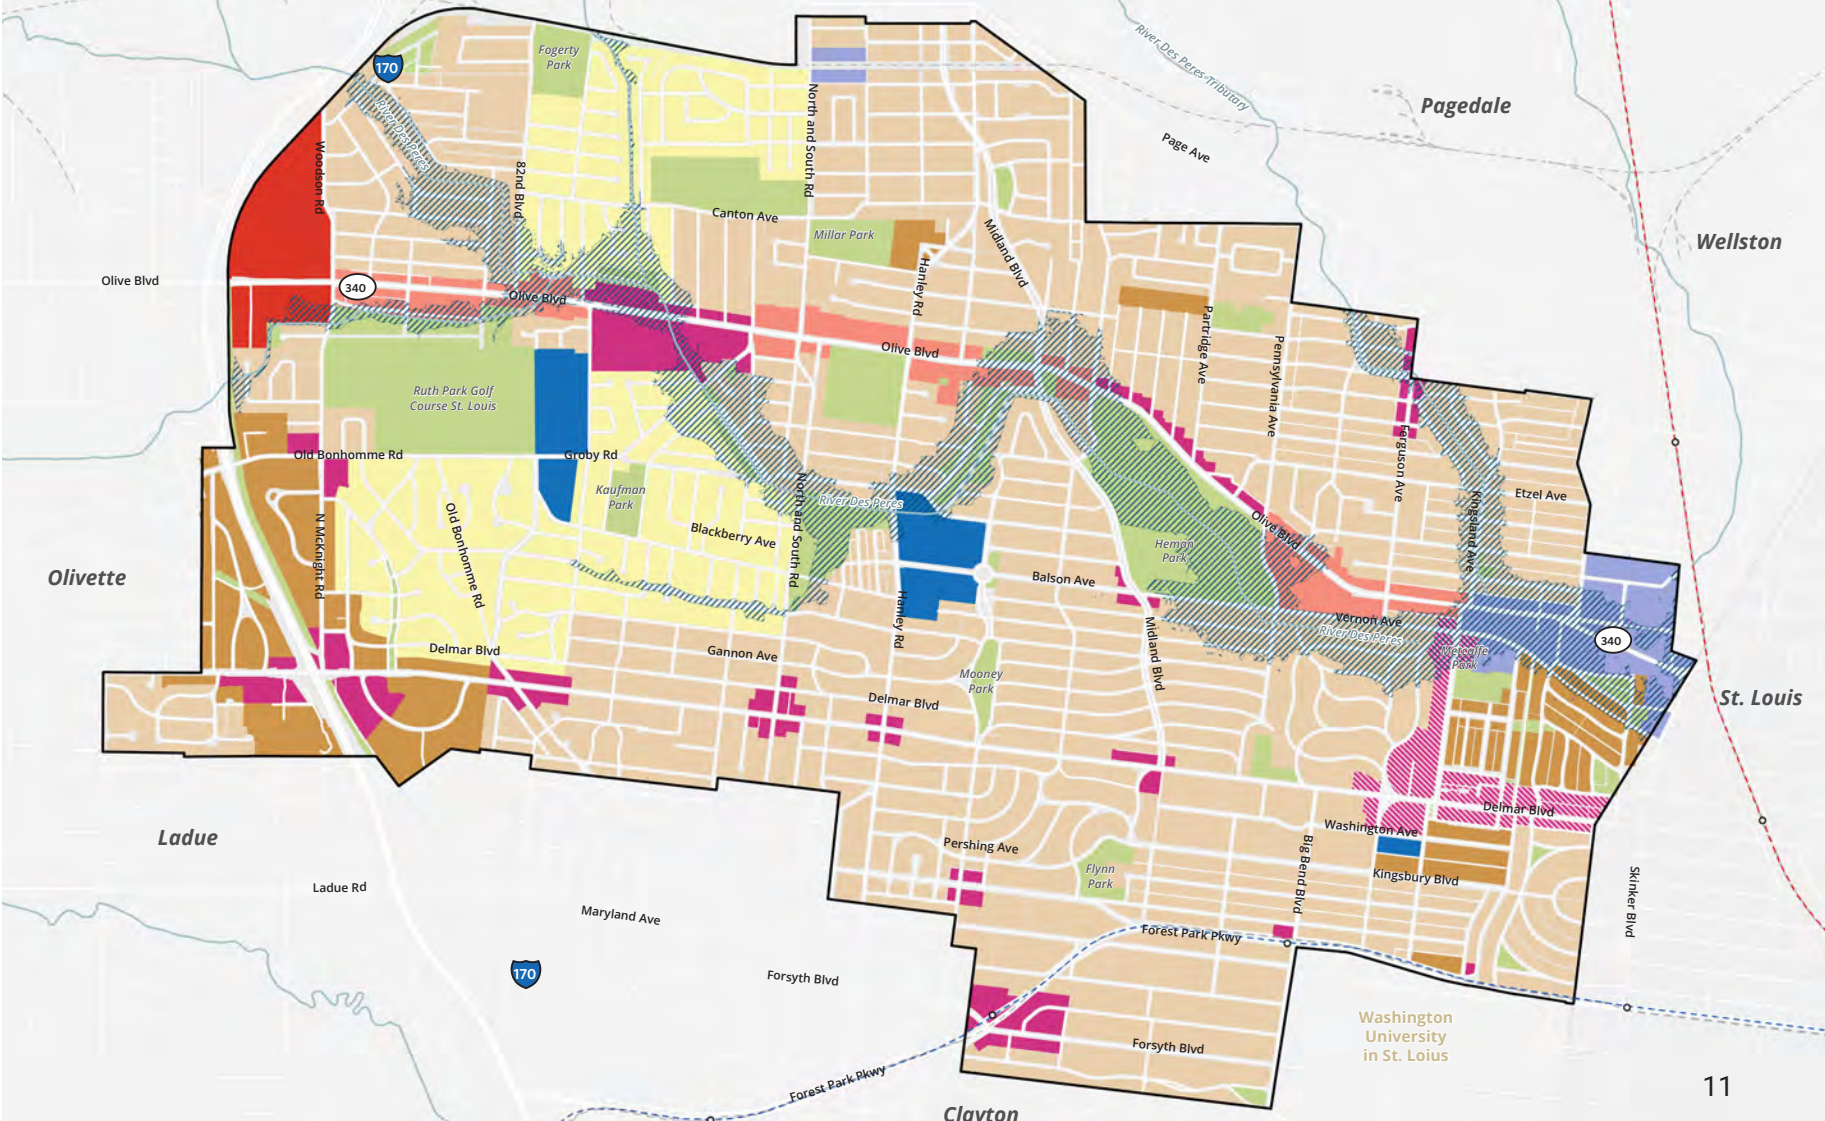 170
Fogerty
Park
River Des Peres Tributary
Pagedale
River Des Peres
Page Ave
Woodson Rd
82nd Blvd
North and South Rd
Canton Ave
Millar Park
Midland Blvd
Wellston
Olive Blvd
340
Olive Blvd
Hanley Rd
Olive Blvd
Partridge Ave
Pennsylvania Ave
Ruth Park Golf
Course St. Louis
Old Bonhomme Rd
Groby Rd
Kaufman
Park
River Des Peres
North and South Rd
Blackberry Ave
Ferguson Ave
Kingsland Ave
Etzel Ave
Olive Blvd
Heman
Park
Olivette
N McKnight Rd
Old Bonhomme Rd
Balson Ave
Hanley Rd
Midland Blvd
Vernon Ave
River Des Peres
340
Metcalfe
Park
Delmar Blvd
Gannon Ave
Mooney
Park
Delmar Blvd
St. Louis
Delmar Blvd
Washington Ave
Ladue
Pershing Ave
Flynn
Park
Big Bend Blvd
Kingsbury Blvd
Skinker Blvd
Ladue Rd
Maryland Ave
Forest Park Pkwy
170
Forsyth Blvd
Washington
University
in St. Loius
Forsyth Blvd
Forest Park Pkwy
11
Clayton